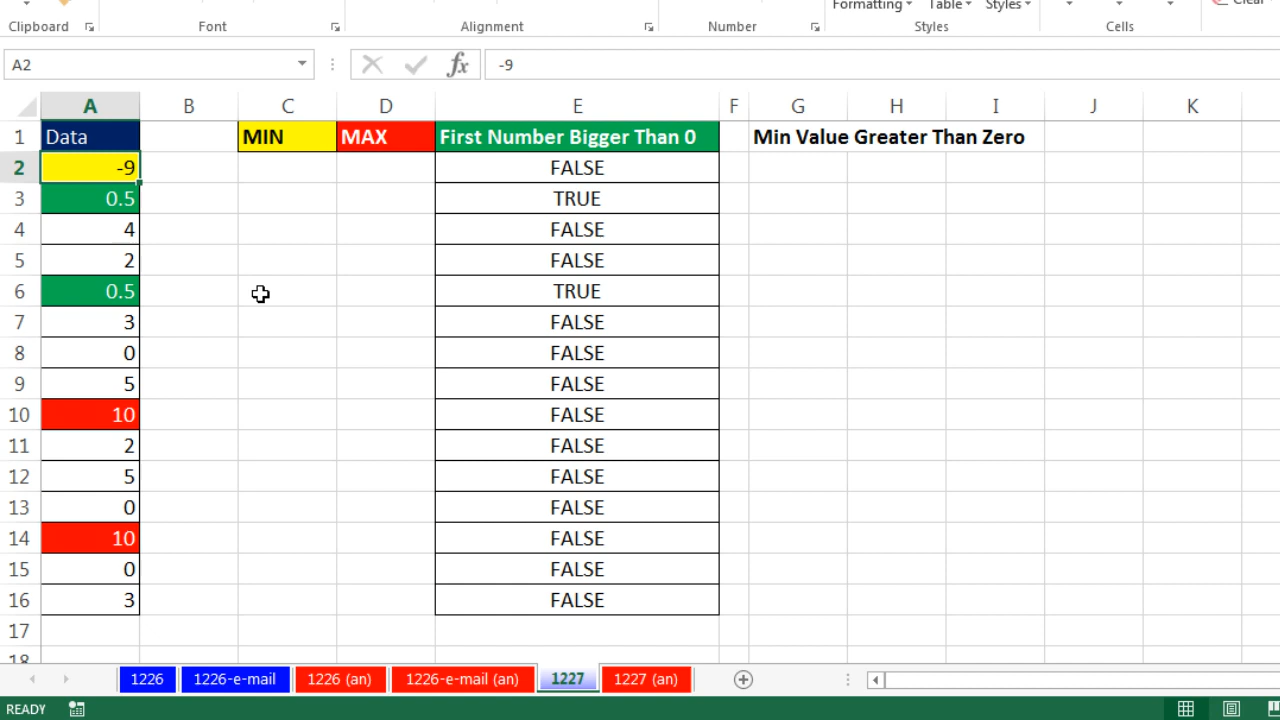 Formatting Table Styles Clear
Clipboard Font Alignment Number Styles Cells
A2 fx -9
A B C D E F G H I J K
1 Data MIN MAX First Number Bigger Than 0 Min Value Greater Than Zero
2 -9 FALSE
3 0.5 TRUE
4 4 FALSE
5 2 FALSE
6 0.5 TRUE
7 3 FALSE
8 0 FALSE
9 5 FALSE
10 10 FALSE
11 2 FALSE
12 5 FALSE
13 0 FALSE
14 10 FALSE
15 0 FALSE
16 3 FALSE
17
18
1226 1226-e-mail 1226 (an) 1226-e-mail (an) 1227 1227 (an)
READY